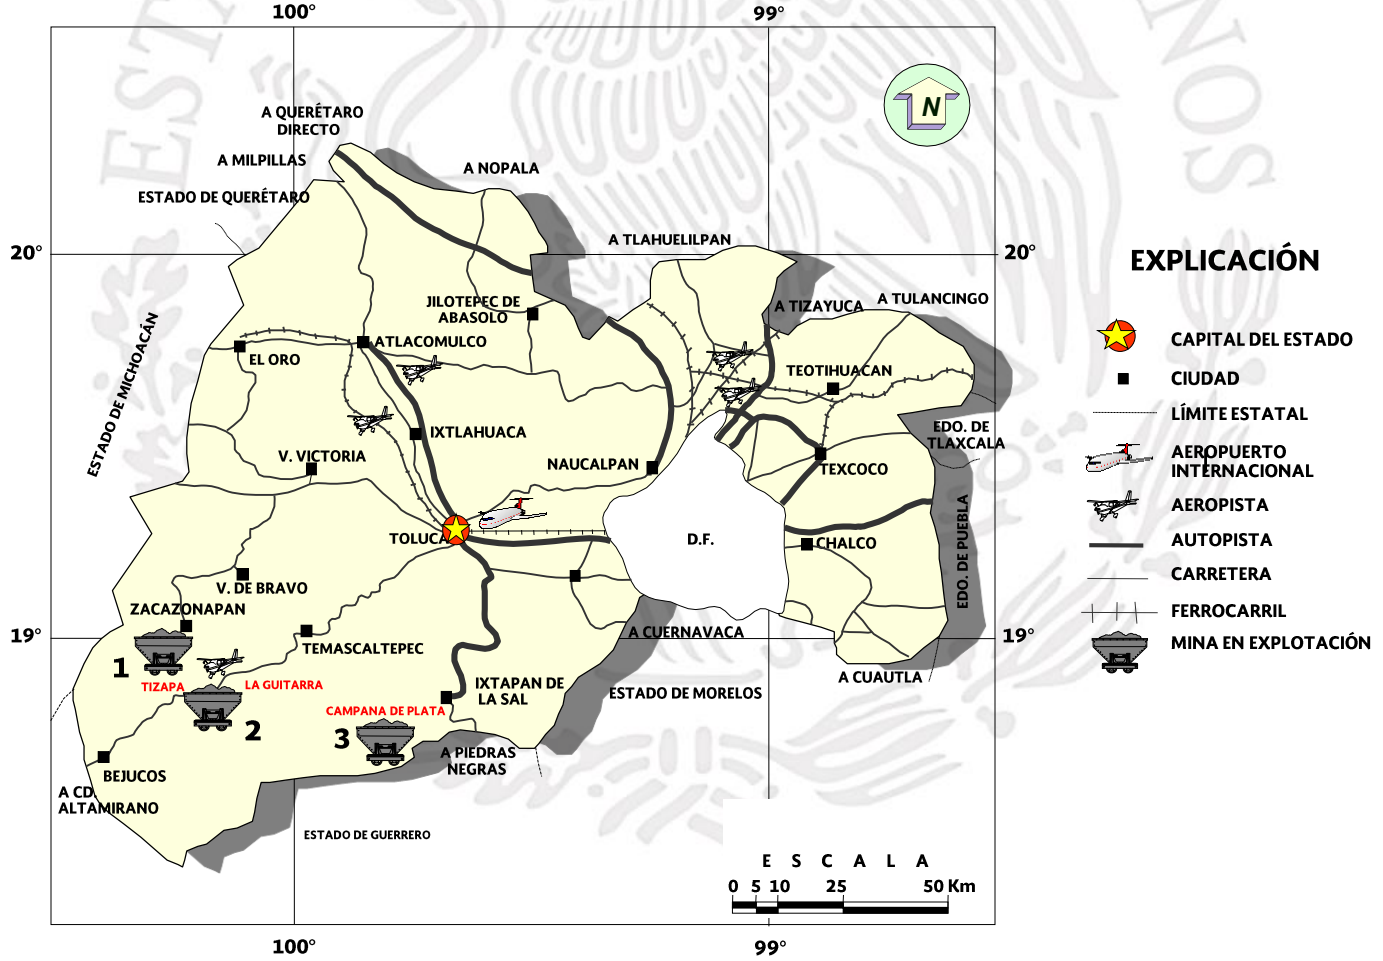 100°
99°
ESTADOS
UNIDOS
A QUERÉTARO
DIRECTO
A MILPILLAS
A NOPALA
ESTADO DE QUERÉTARO
N
20°
20°
A TLAHUELILPAN
EXPLICACIÓN
JILOTEPEC DE
ABASOLO
A TIZAYUCA
A TULANCINGO
ATLACOMULCO
EL ORO
ESTADO DE MICHOACÁN
TEOTIHUACAN
CAPITAL DEL ESTADO
CIUDAD
LÍMITE ESTATAL
AEROPUERTO
INTERNACIONAL
AEROPISTA
AUTOPISTA
CARRETERA
FERROCARRIL
MINA EN EXPLOTACIÓN
IXTLAHUACA
EDO. DE
TLAXCALA
V. VICTORIA
NAUCALPAN
TEXCOCO
TOLUCA
D.F.
CHALCO
EDO. DE PUEBLA
V. DE BRAVO
ZACAZONAPAN
19°
19°
A CUERNAVACA
TEMASCALTEPEC
1
TIZAPA
LA GUITARRA
IXTAPAN DE
LA SAL
ESTADO DE MORELOS
A CUAUTLA
CAMPANA DE PLATA
2
3
A PIEDRAS
NEGRAS
BEJUCOS
A CD.
ALTAMIRANO
ESTADO DE GUERRERO
E S C A L A
0 5 10 25 50 Km
100°
99°